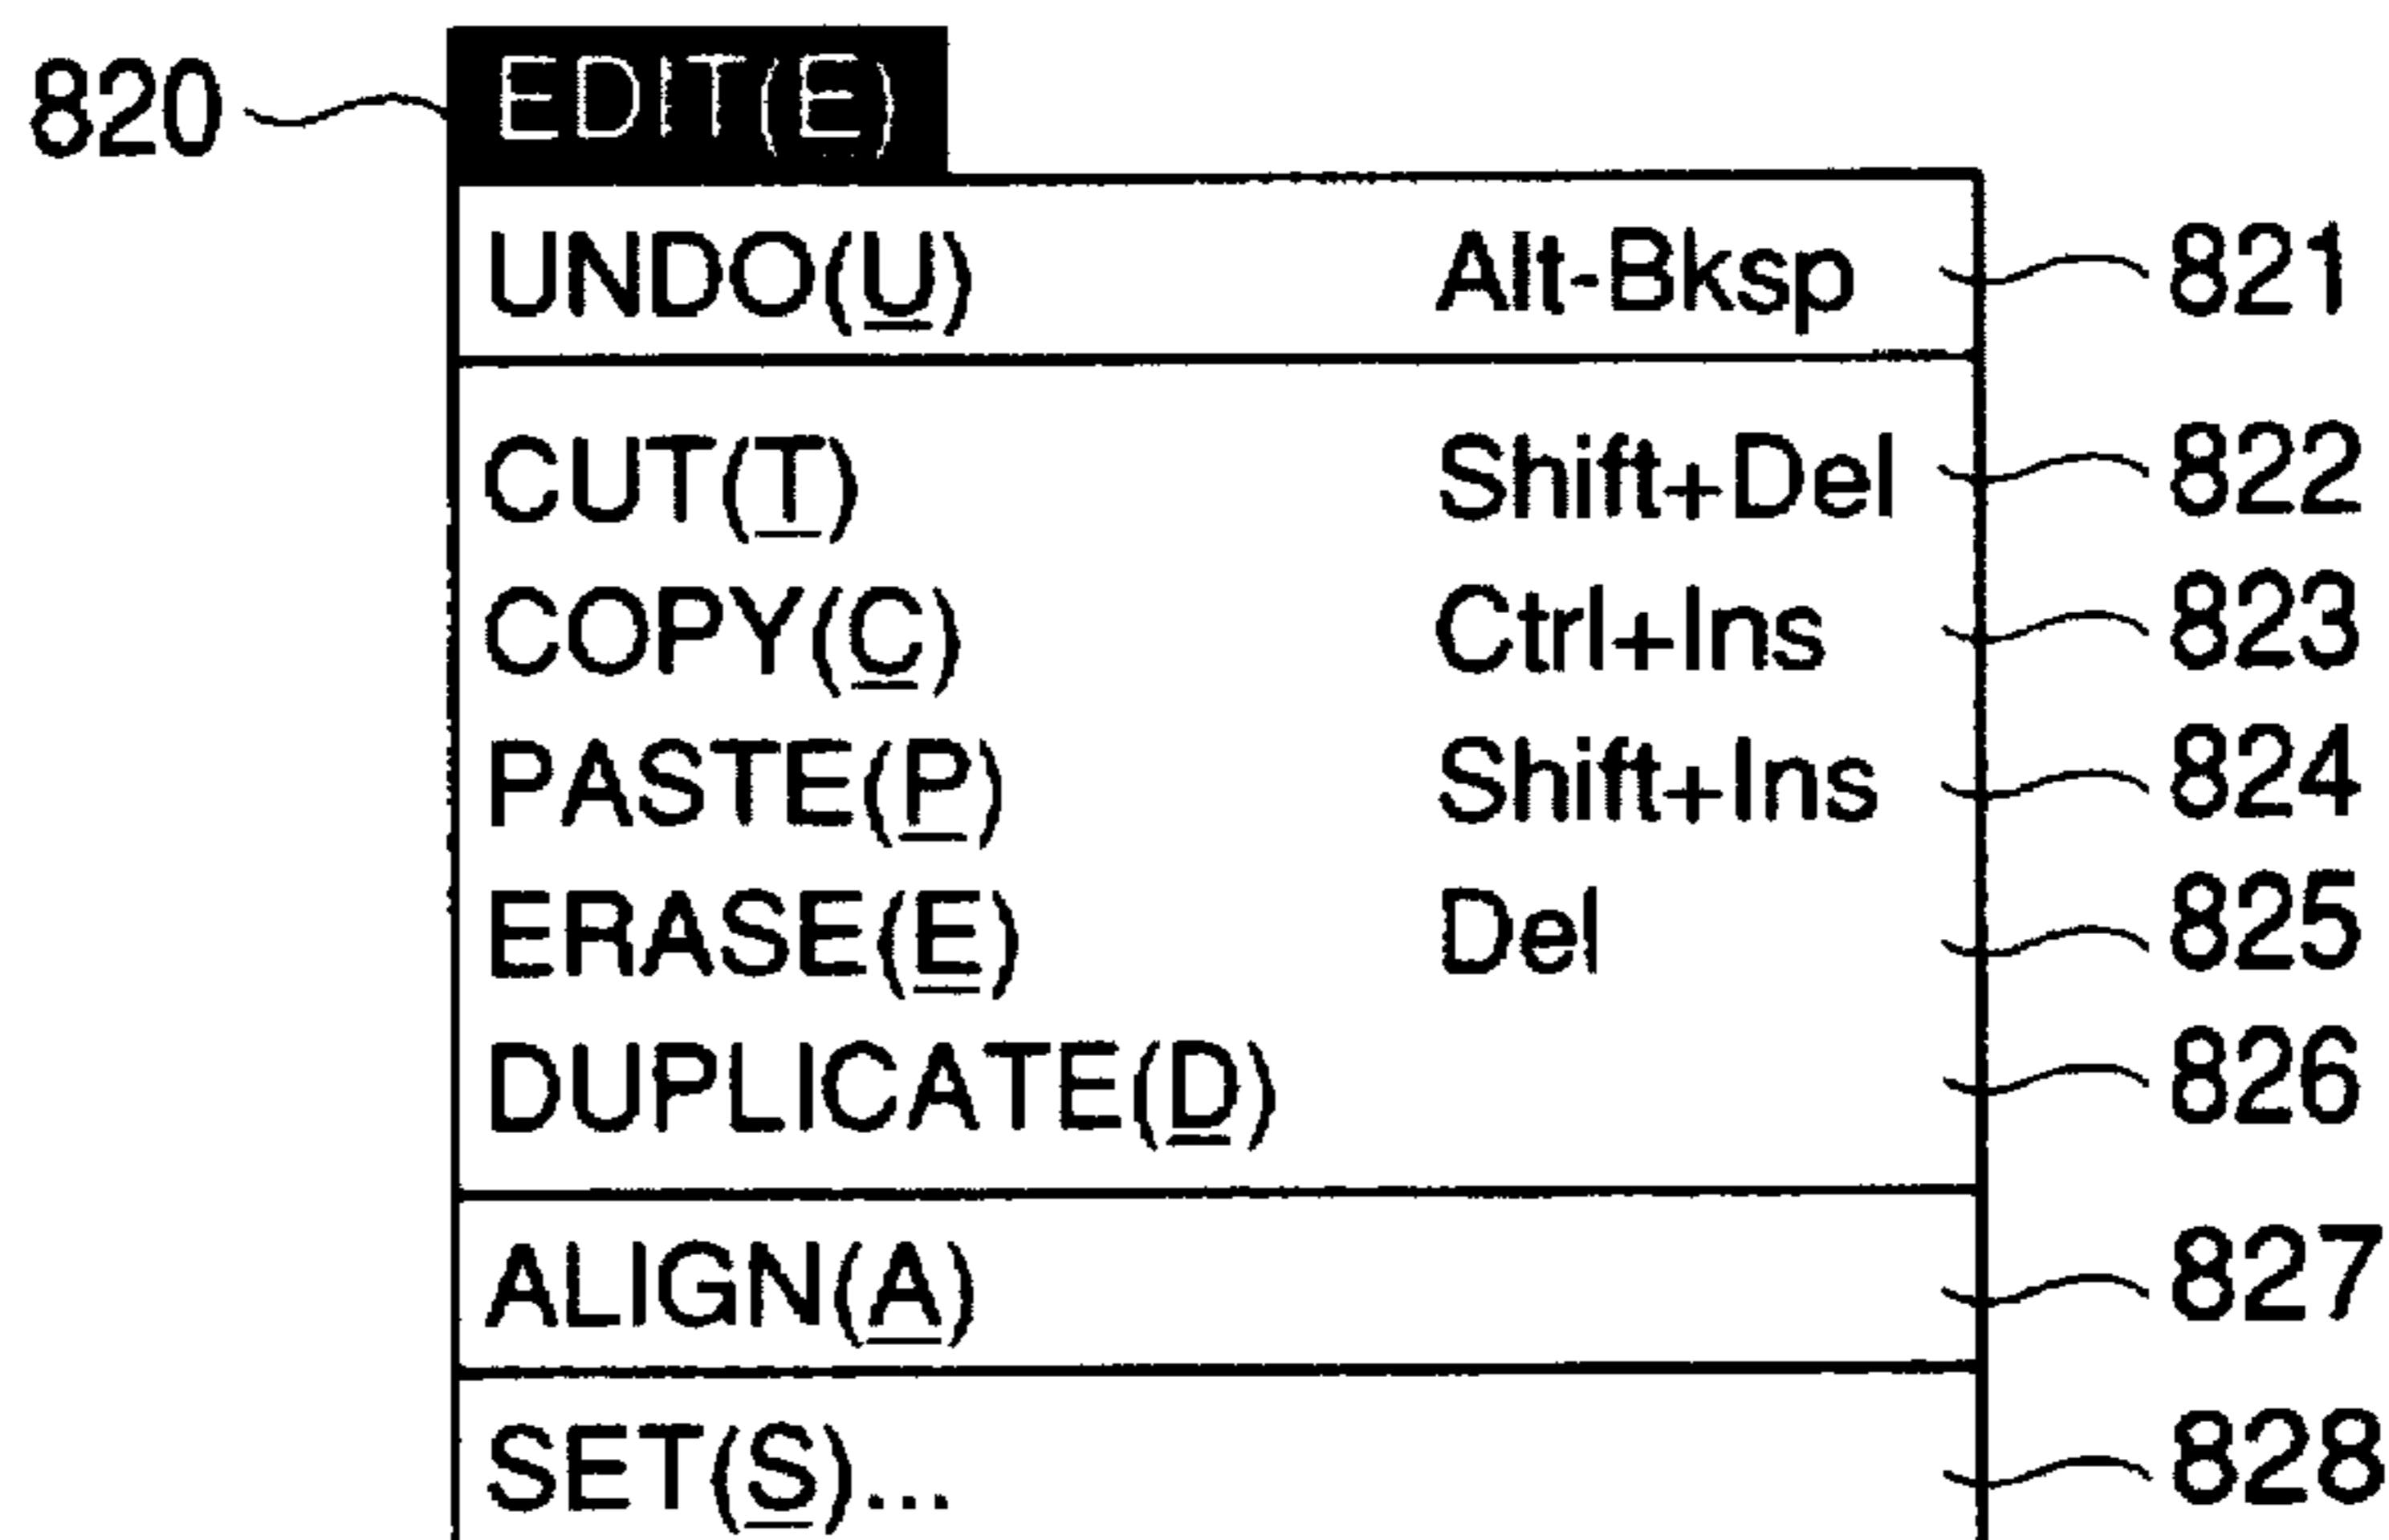 820 EDIT(E)
UNDO(U) Alt-Bksp 821
CUT(T) Shift+Del 822
COPY(C) Ctrl+Ins 823
PASTE(P) Shift+Ins 824
ERASE(E) Del 825
DUPLICATE(D) 826
ALIGN(A) 827
SET(S)... 828